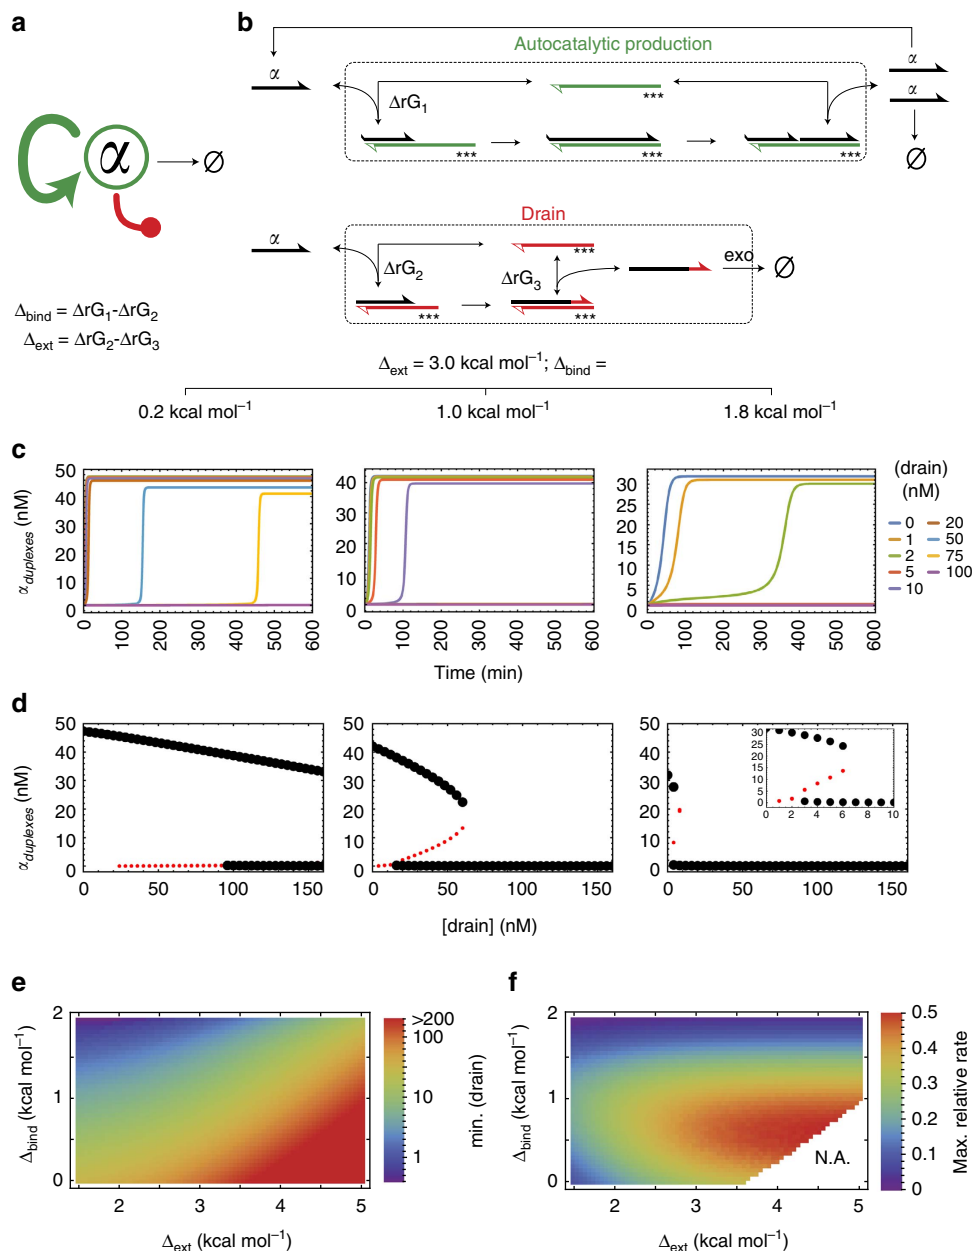 a
b
Autocatalytic production
α
ΔrG1
***
***
***
***
α
α
∅
α
∅
Drain
α
ΔrG2
***
***
ΔrG3
***
exo
∅
Δbind = ΔrG1-ΔrG2
Δext = ΔrG2-ΔrG3
Δext = 3.0 kcal mol−1; Δbind =
0.2 kcal mol−1
1.0 kcal mol−1
1.8 kcal mol−1
c
αduplexes (nM)
50
40
30
20
10
0
0 100 200 300 400 500 600
40
30
20
10
0
0 100 200 300 400 500 600
30
25
20
15
10
5
0
0 100 200 300 400 500 600
Time (min)
(drain)
(nM)
0 20
1 50
2 75
5 100
10
d
αduplexes (nM)
50
40
30
20
10
0
0 50 100 150
50
40
30
20
10
0
0 50 100 150
50
40
30
20
10
0
0 50 100 150
30
25
20
15
10
5
0
0 2 4 6 8 10
[drain] (nM)
e
Δbind (kcal mol−1)
2
1
0
2 3 4 5
Δext (kcal mol−1)
>200
100
10
1
min. (drain)
f
Δbind (kcal mol−1)
2
1
0
2 3 4 5
Δext (kcal mol−1)
N.A.
0.5
0.4
0.3
0.2
0.1
0
Max. relative rate